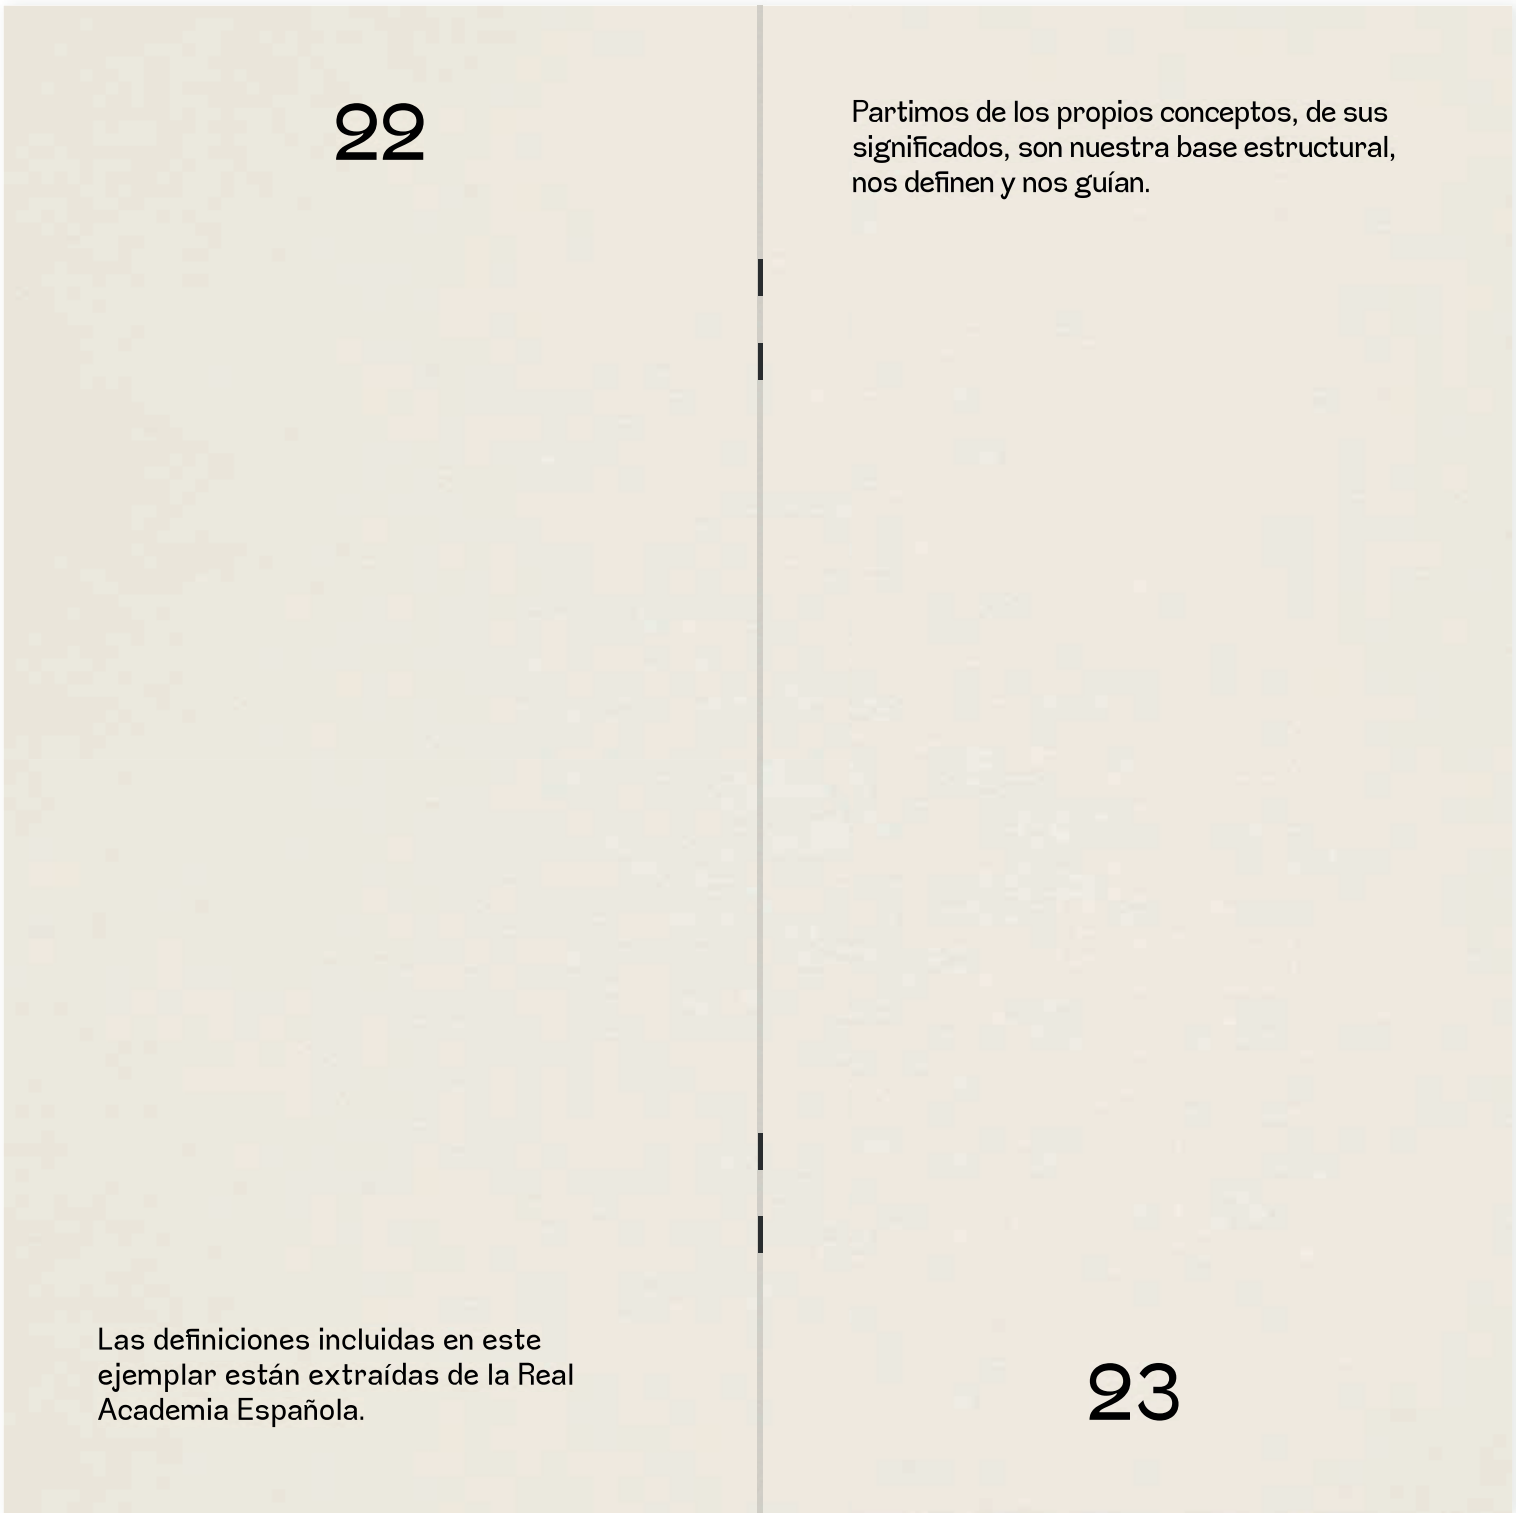 22
Las definiciones incluidas en este
ejemplar están extraídas de la Real
Academia Española.
Partimos de los propios conceptos, de sus
significados, son nuestra base estructural,
nos definen y nos guían.
23